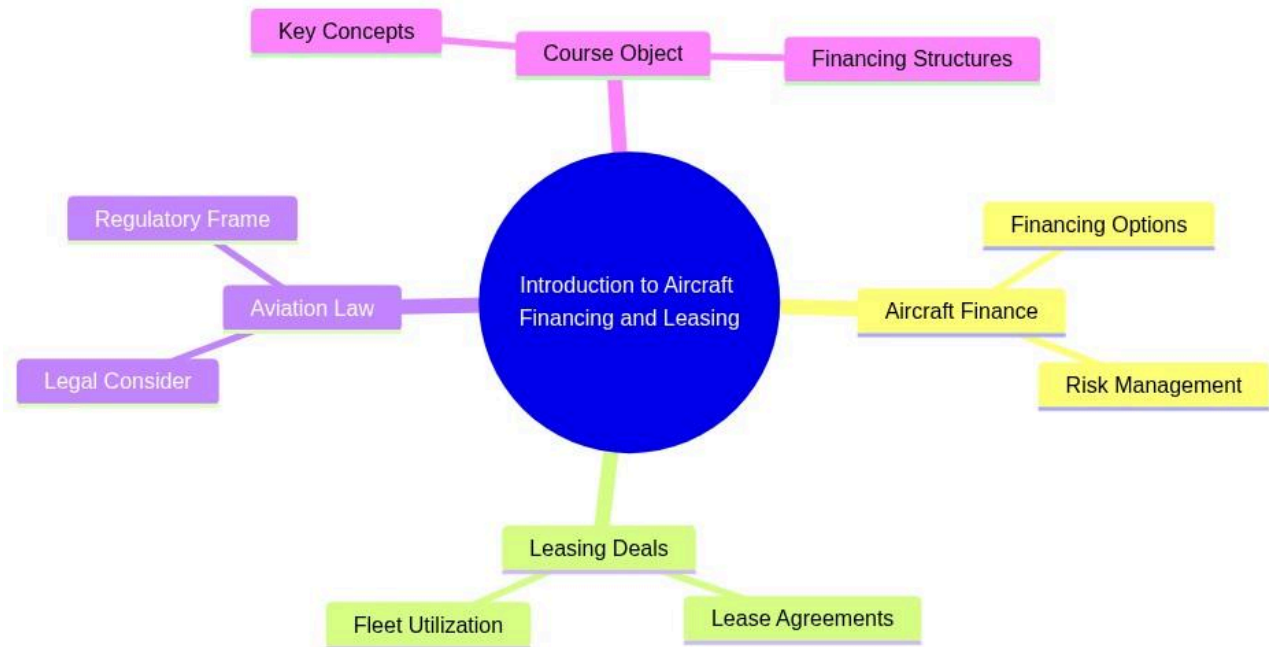 Key Concepts
Course Object
Financing Structures
Regulatory Frame
Aviation Law
Legal Consider
Introduction to Aircraft
Financing and Leasing
Financing Options
Aircraft Finance
Risk Management
Leasing Deals
Fleet Utilization
Lease Agreements